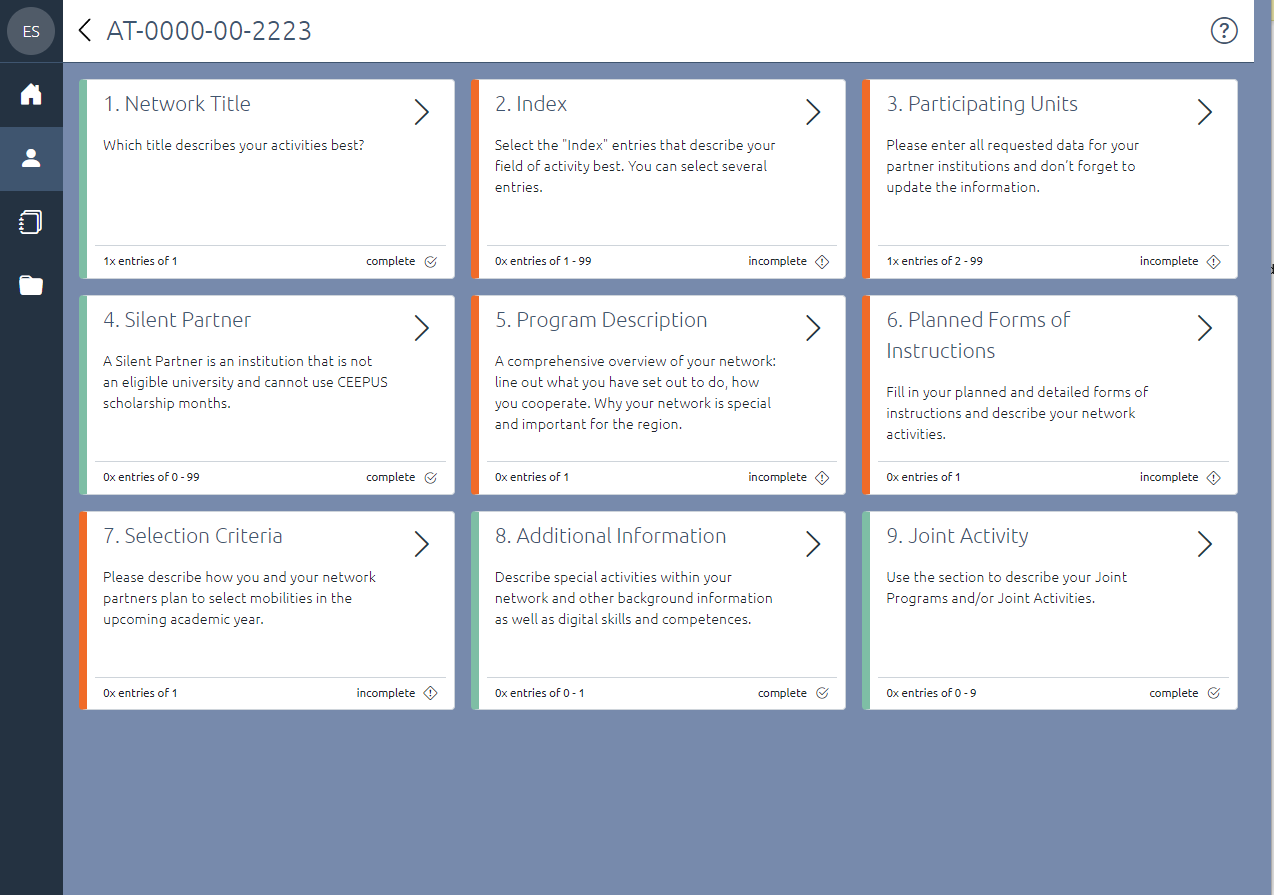 ES
AT-0000-00-2223
?
1. Network Title
Which title describes your activities best?
1x entries of 1
complete
2. Index
Select the "Index" entries that describe your
field of activity best. You can select several
entries.
0x entries of 1 - 99
incomplete
3. Participating Units
Please enter all requested data for your
partner institutions and don't forget to
update the information.
1x entries of 2 - 99
incomplete
4. Silent Partner
A Silent Partner is an institution that is not
an eligible university and cannot use CEEPUS
scholarship months.
0x entries of 0 - 99
complete
5. Program Description
A comprehensive overview of your network:
line out what you have set out to do, how
you cooperate. Why your network is special
and important for the region.
0x entries of 1
incomplete
6. Planned Forms of
Instructions
Fill in your planned and detailed forms of
instructions and describe your network
activities.
0x entries of 1
incomplete
7. Selection Criteria
Please describe how you and your network
partners plan to select mobilities in the
upcoming academic year.
0x entries of 1
incomplete
8. Additional Information
Describe special activities within your
network and other background information
as well as digital skills and competences.
0x entries of 0 - 1
complete
9. Joint Activity
Use the section to describe your Joint
Programs and/or Joint Activities.
0x entries of 0 - 9
complete